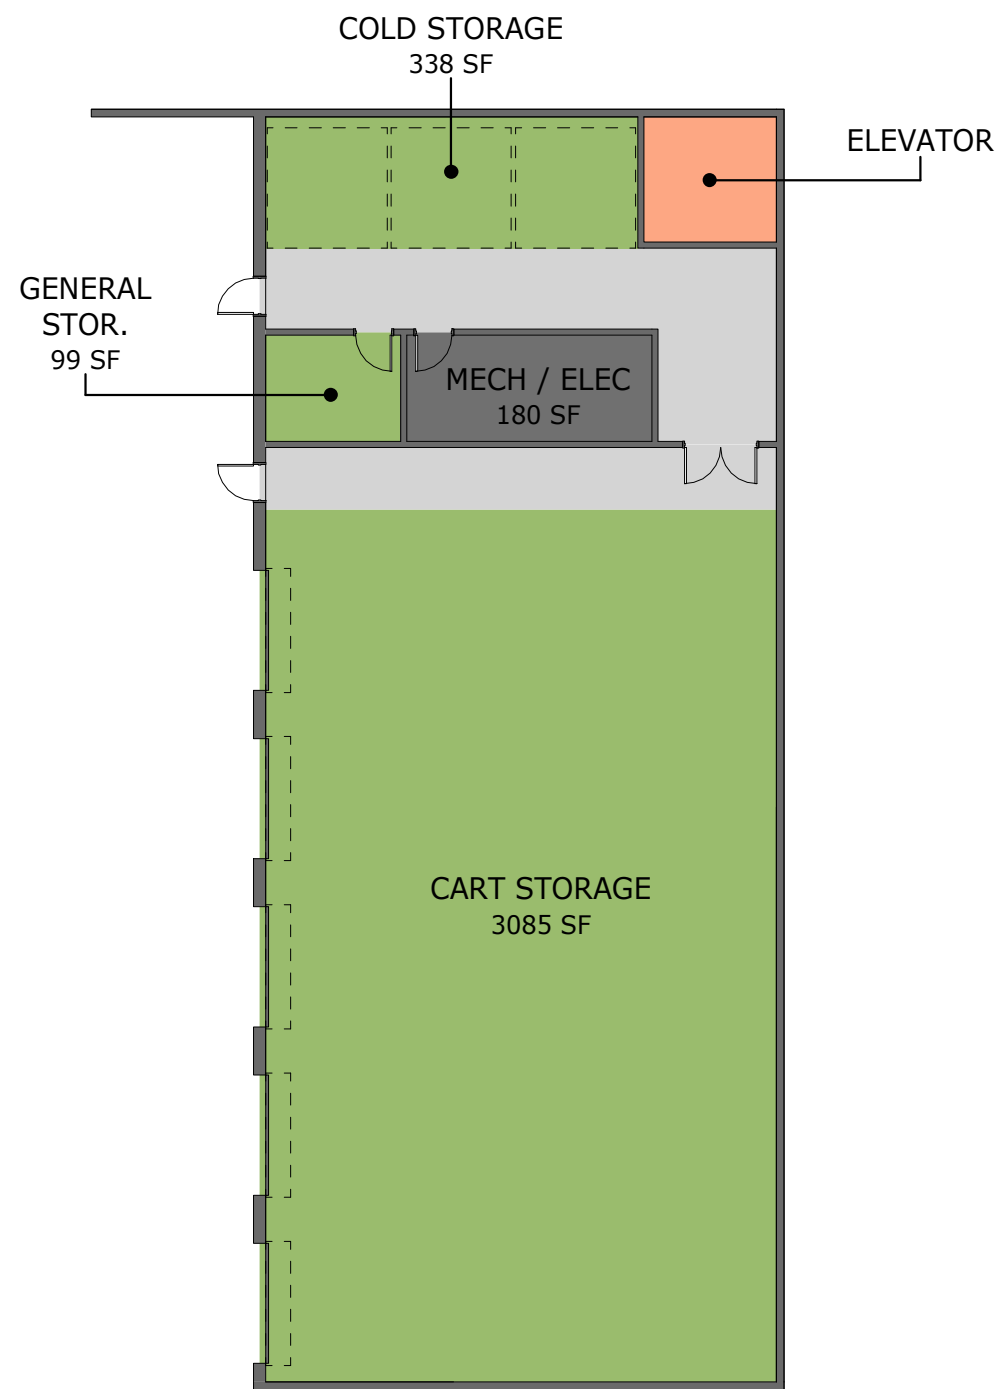 COLD STORAGE
338 SF
ELEVATOR
GENERAL
STOR.
99 SF
MECH / ELEC
180 SF
CART STORAGE
3085 SF